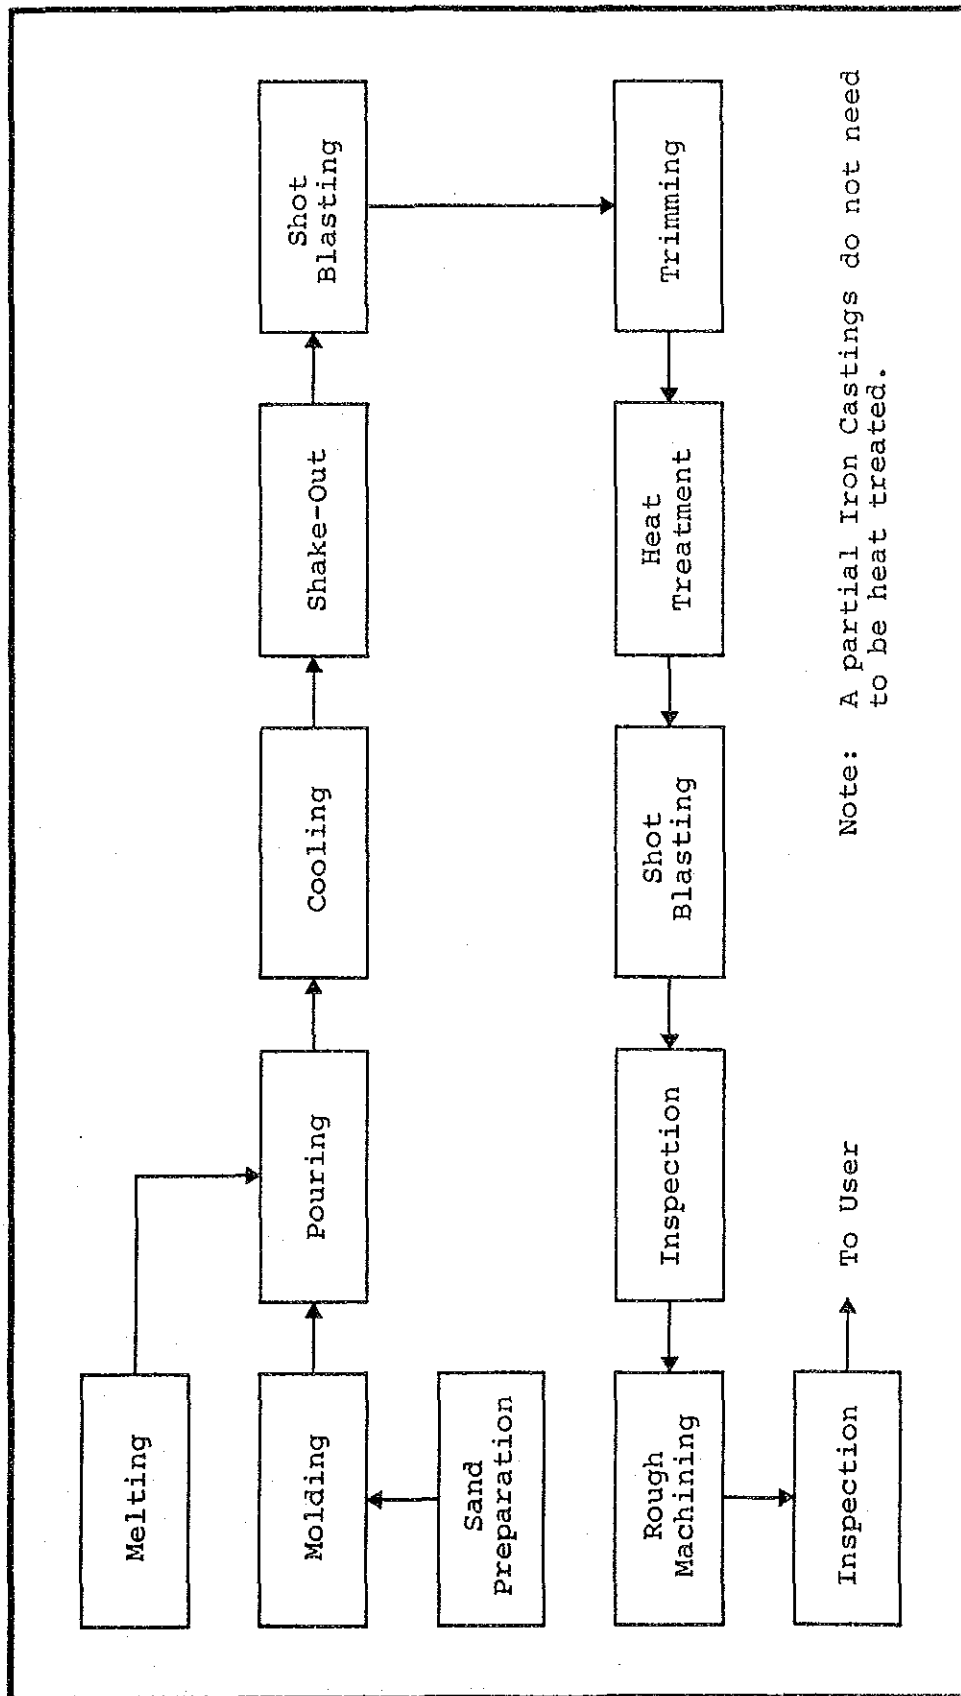 Melting
Molding
Sand
Preparation
Pouring
Cooling
Shake-Out
Shot
Blasting
Trimming
Heat
Treatment
Shot
Blasting
Inspection
Rough
Machining
Inspection
To User
Note: A partial Iron Castings do not need
to be heat treated.